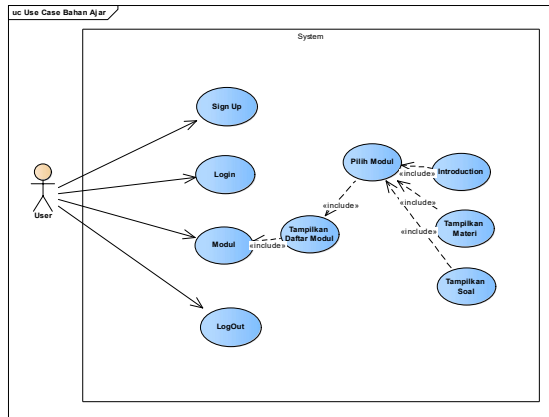 uc Use Case Bahan Ajar
System
Sign Up
Login
Modul
LogOut
User
Tampilkan
Daftar Modul
«include»
Pilih Modul
«include»
Introduction
«include»
Tampilkan
Materi
«include»
Tampilkan
Soal
«include»